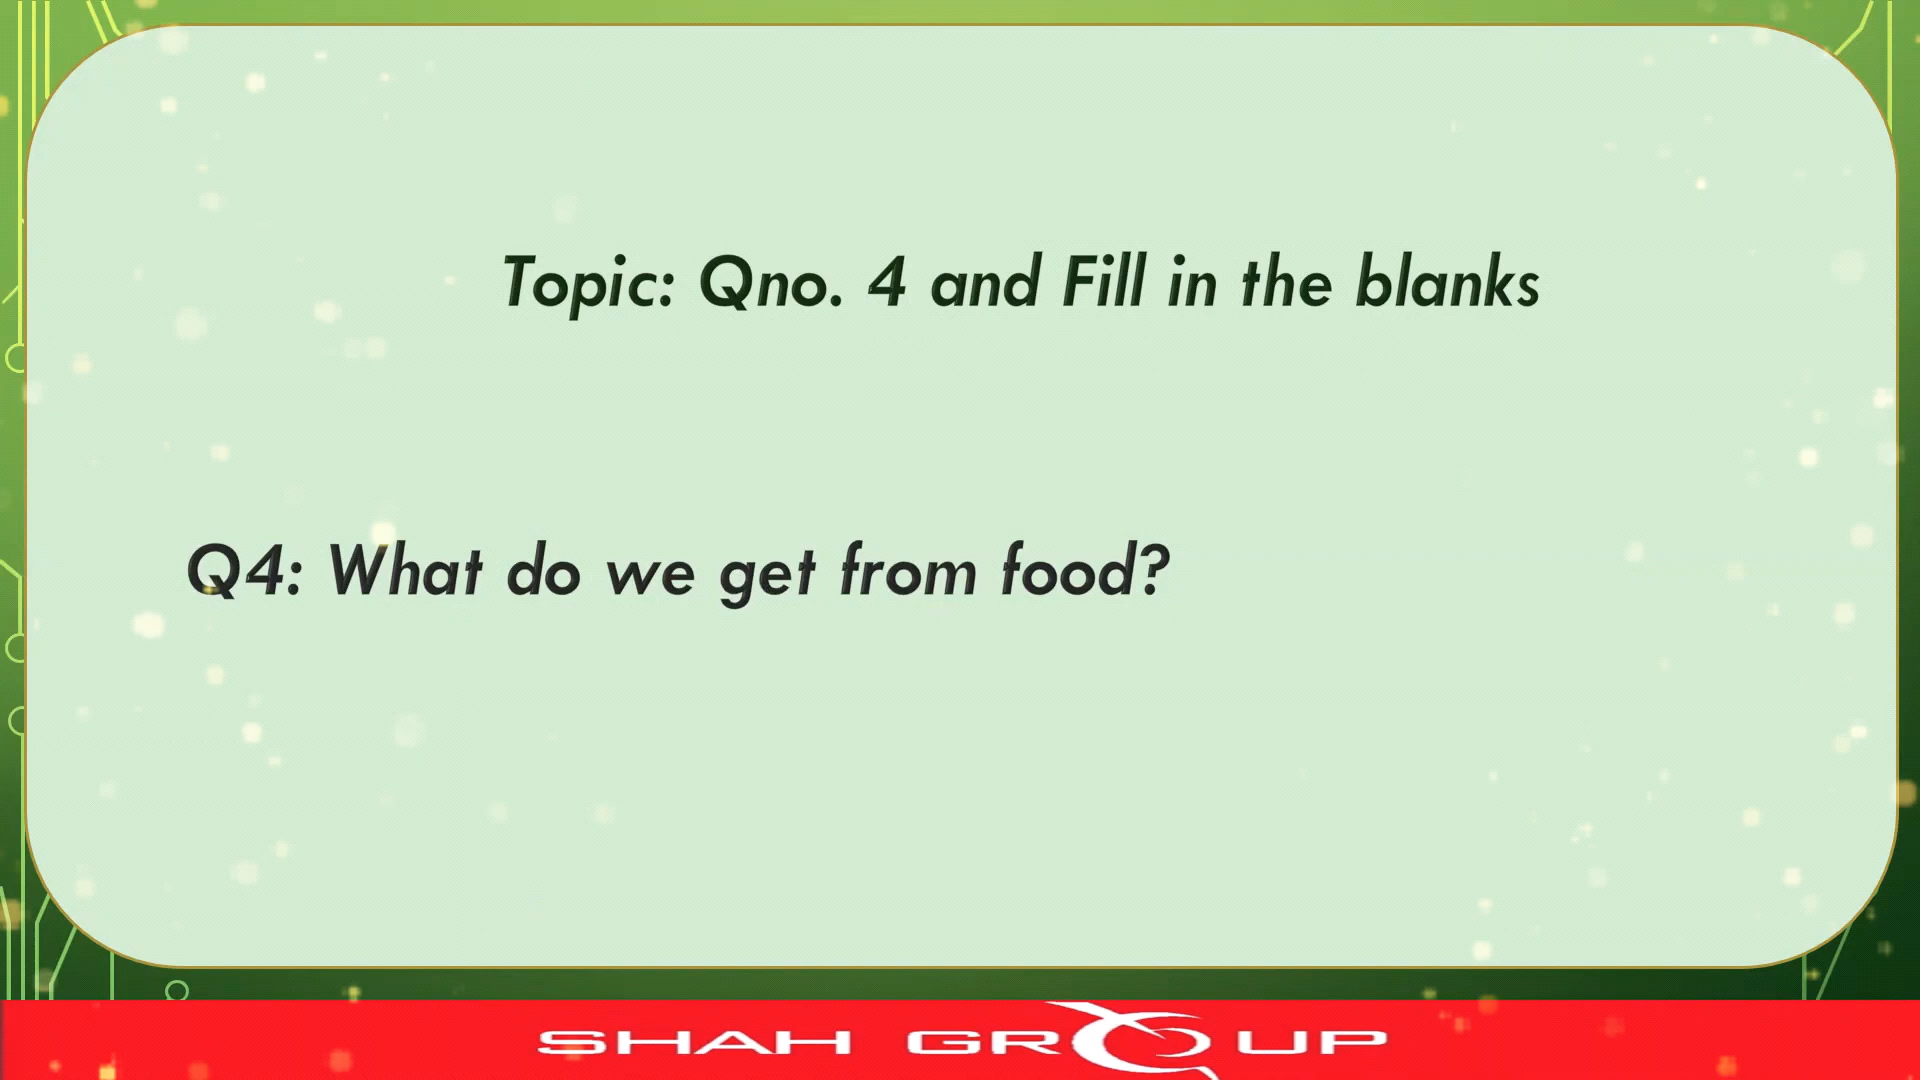 Topic: Qno. 4 and Fill in the blanks
Q4: What do we get from food?
SHAH GROUP